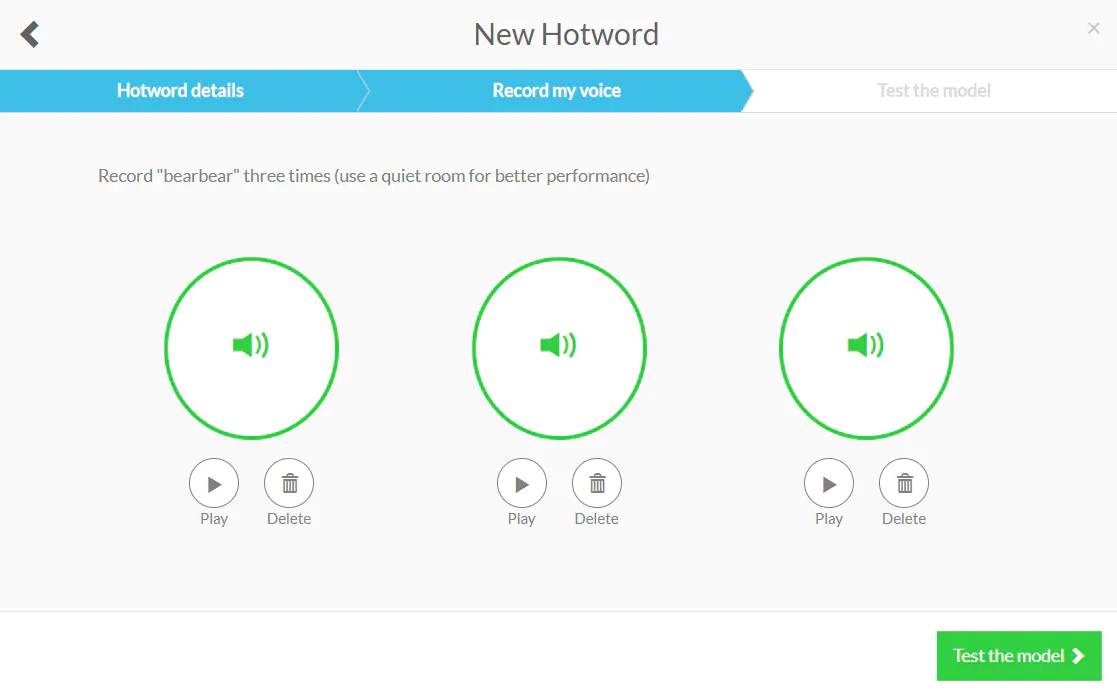 New Hotword
Hotword details Record my voice Test the model
Record "bearbear" three times (use a quiet room for better performance)
Play Delete Play Delete Play Delete
Test the model